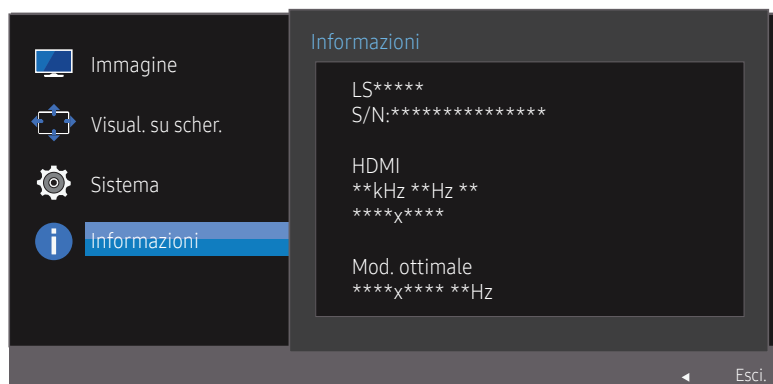 Immagine
Visual. su scher.
Sistema
Informazioni
Informazioni
LS*****
S/N:***************
HDMI
**kHz **Hz **
****x****
Mod. ottimale
****x**** **Hz
Esci.